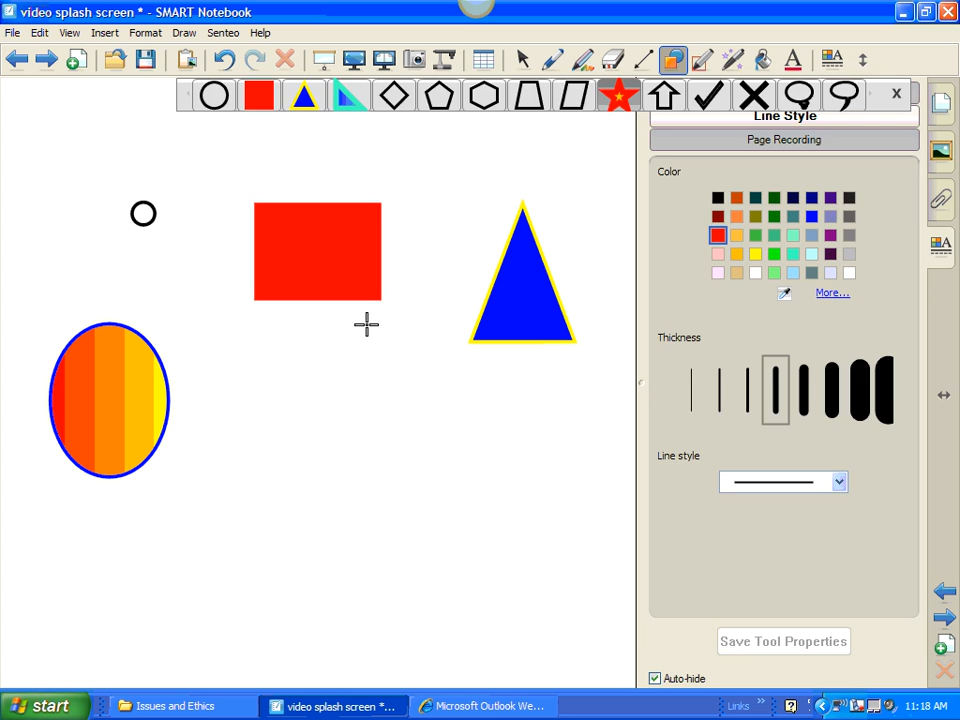 video splash screen * - SMART Notebook
File Edit View Insert Format Draw Senteo Help
Line Style
Page Recording
Color
More...
Thickness
Line style
Save Tool Properties
Auto-hide
start
Issues and Ethics
video splash screen *...
Microsoft Outlook We...
Links
11:18 AM